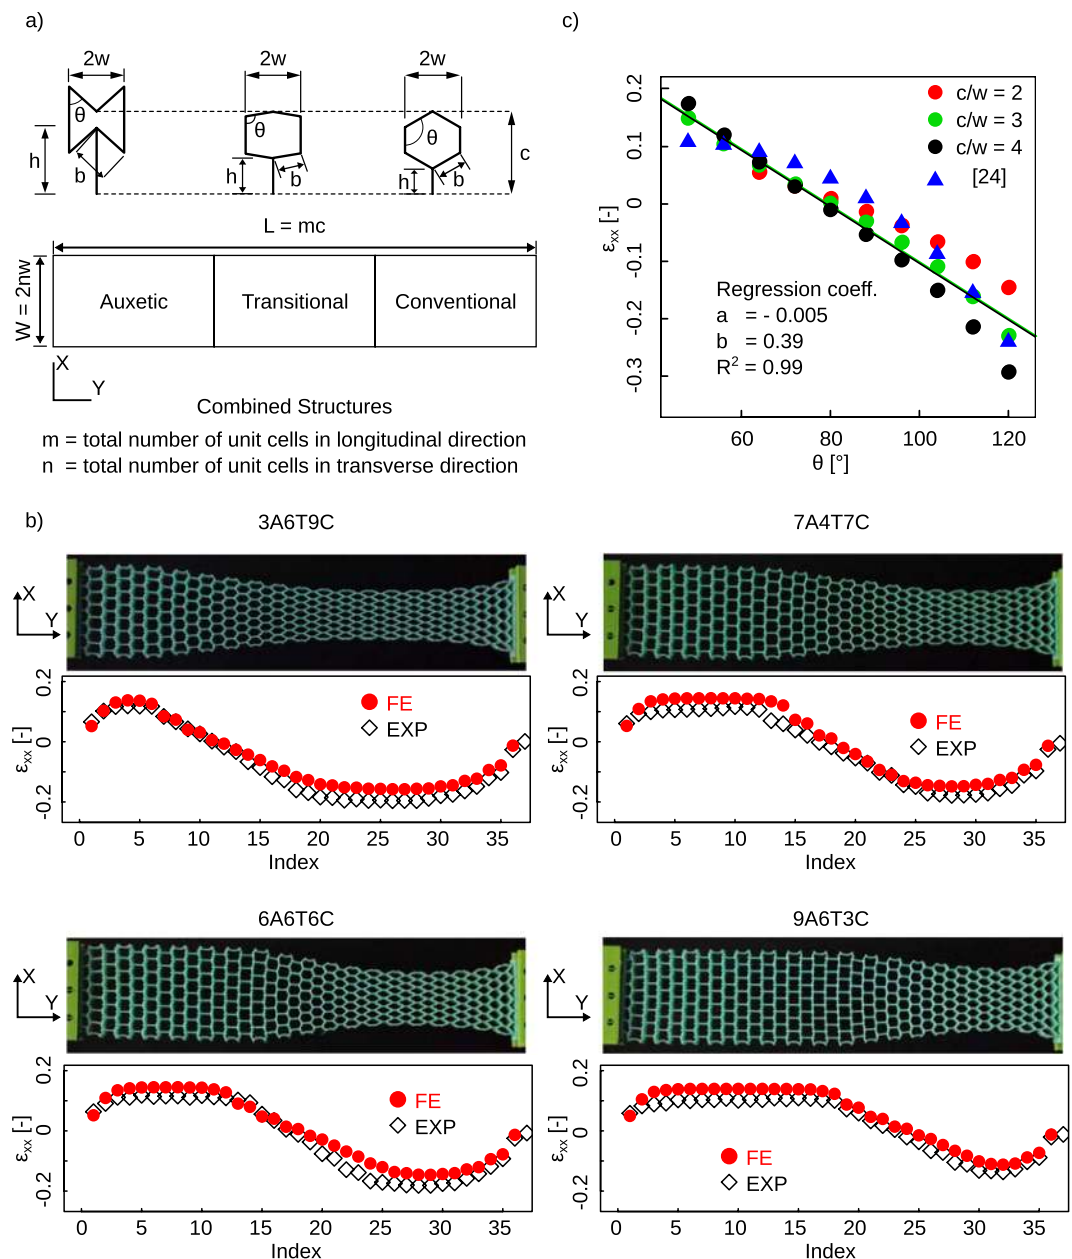 a)
2w
2w
2w
θ
θ
θ
h
b
h
b
h
b
c
L = mc
W = 2nw
Auxetic
Transitional
Conventional
X
Y
Combined Structures
m = total number of unit cells in longitudinal direction
n = total number of unit cells in transverse direction
c)
0.2
0.1
0
-0.1
-0.2
-0.3
εxx [-]
c/w = 2
c/w = 3
c/w = 4
[24]
Regression coeff.
a = - 0.005
b = 0.39
R² = 0.99
60 80 100 120
θ [°]
b)
3A6T9C
X
Y
0.2
0
-0.2
εxx [-]
FE
EXP
0 5 10 15 20 25 30 35
Index
7A4T7C
X
Y
0.2
0
-0.2
εxx [-]
FE
EXP
0 5 10 15 20 25 30 35
Index
6A6T6C
X
Y
0.2
0
-0.2
εxx [-]
FE
EXP
0 5 10 15 20 25 30 35
Index
9A6T3C
X
Y
0.2
0
-0.2
εxx [-]
FE
EXP
0 5 10 15 20 25 30 35
Index